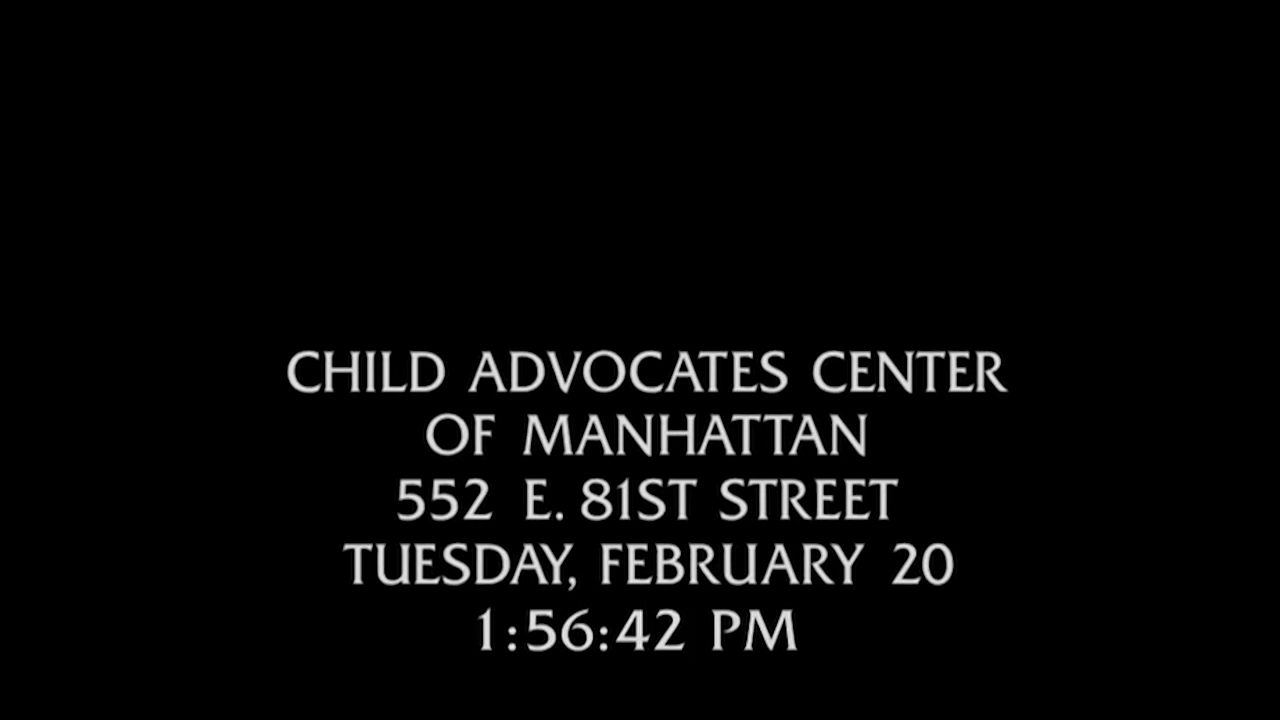 CHILD ADVOCATES CENTER
OF MANHATTAN
552 E. 81ST STREET
TUESDAY, FEBRUARY 20
1:56:42 PM